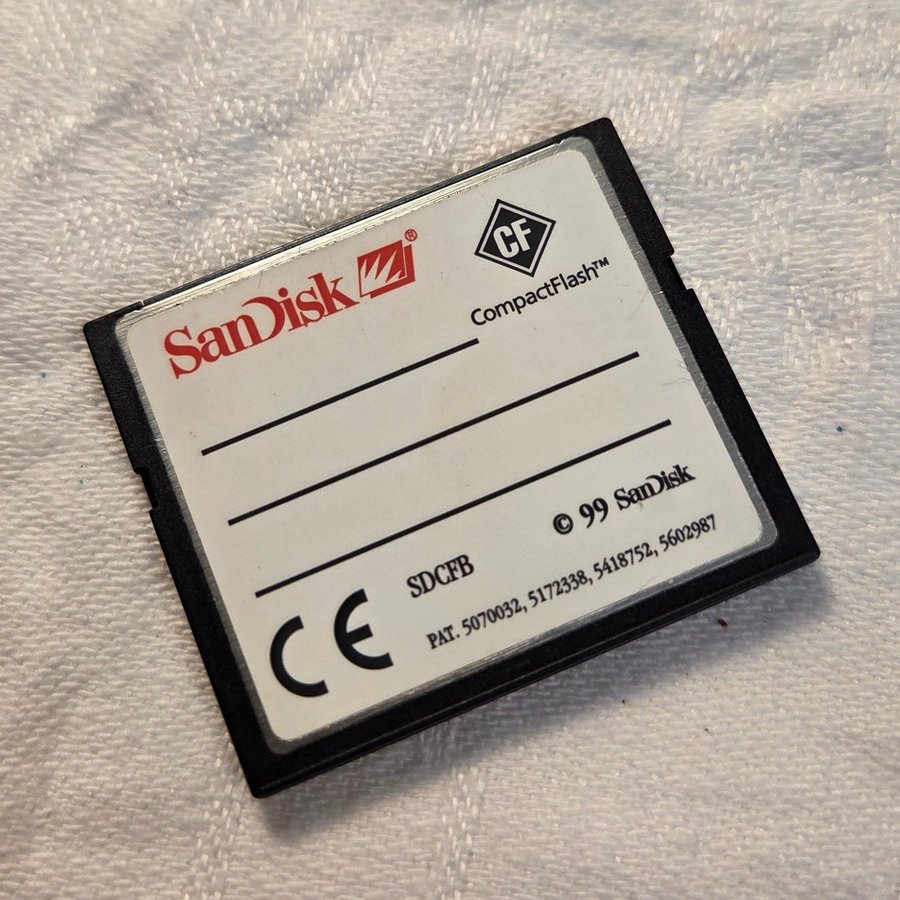 SanDisk®
CF
CompactFlash™
© 99 SanDisk
SDCFB
CE
PAT. 5070032, 5172338, 5418752, 5602987